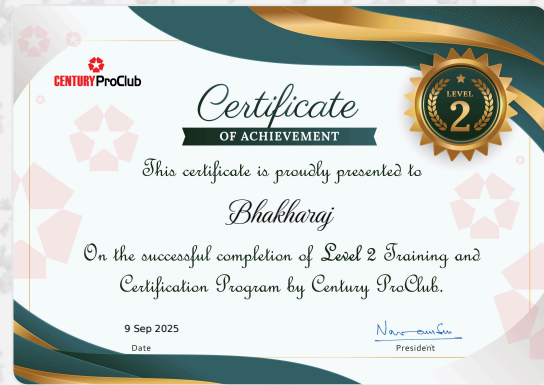 CENTURY ProClub
LEVEL
2
Certificate
OF ACHIEVEMENT
This certificate is proudly presented to
Bhakharaj
On the successful completion of Level 2 Training and
Certification Program by Century ProClub.
9 Sep 2025
Date
President